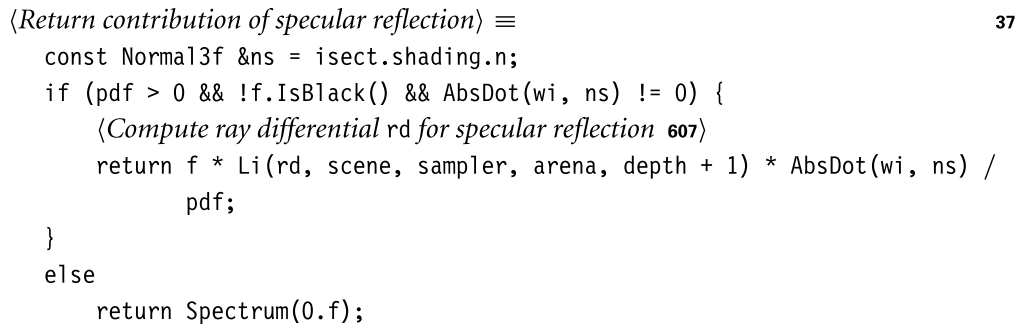 ⟨Return contribution of specular reflection⟩ ≡ 37
const Normal3f &ns = isect.shading.n;
if (pdf > 0 && !f.IsBlack() && AbsDot(wi, ns) != 0) {
⟨Compute ray differential rd for specular reflection 607⟩
return f * Li(rd, scene, sampler, arena, depth + 1) * AbsDot(wi, ns) /
pdf;
}
else
return Spectrum(0.f);